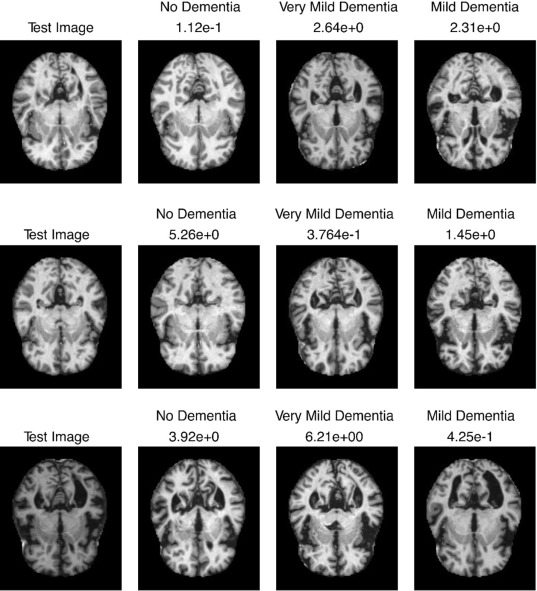 No Dementia Very Mild Dementia Mild Dementia
Test Image 1.12e-1 2.64e+0 2.31e+0
No Dementia Very Mild Dementia Mild Dementia
Test Image 5.26e+0 3.764e-1 1.45e+0
No Dementia Very Mild Dementia Mild Dementia
Test Image 3.92e+0 6.21e+00 4.25e-1